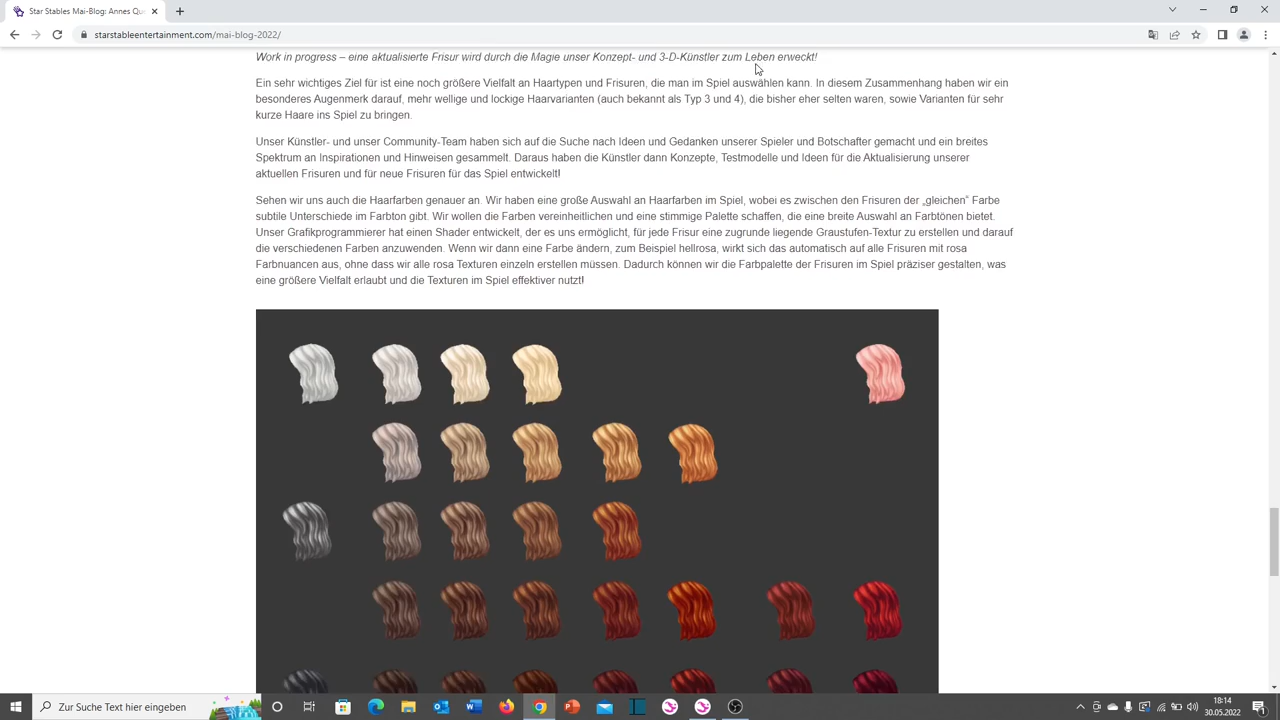 Star Stables Mai-Blog: Annes Qu
starstableentertainment.com/mai-blog-2022/
Work in progress – eine aktualisierte Frisur wird durch die Magie unser Konzept- und 3-D-Künstler zum Leben erweckt!
Ein sehr wichtiges Ziel für ist eine noch größere Vielfalt an Haartypen und Frisuren, die man im Spiel auswählen kann. In diesem Zusammenhang haben wir ein
besonderes Augenmerk darauf, mehr wellige und lockige Haarvarianten (auch bekannt als Typ 3 und 4), die bisher eher selten waren, sowie Varianten für sehr
kurze Haare ins Spiel zu bringen.
Unser Künstler- und unser Community-Team haben sich auf die Suche nach Ideen und Gedanken unserer Spieler und Botschafter gemacht und ein breites
Spektrum an Inspirationen und Hinweisen gesammelt. Daraus haben die Künstler dann Konzepte, Testmodelle und Ideen für die Aktualisierung unserer
aktuellen Frisuren und für neue Frisuren für das Spiel entwickelt!
Sehen wir uns auch die Haarfarben genauer an. Wir haben eine große Auswahl an Haarfarben im Spiel, wobei es zwischen den Frisuren der „gleichen" Farbe
subtile Unterschiede im Farbton gibt. Wir wollen die Farben vereinheitlichen und eine stimmige Palette schaffen, die eine breite Auswahl an Farbtönen bietet.
Unser Grafikprogrammierer hat einen Shader entwickelt, der es uns ermöglicht, für jede Frisur eine zugrunde liegende Graustufen-Textur zu erstellen und darauf
die verschiedenen Farben anzuwenden. Wenn wir dann eine Farbe ändern, zum Beispiel hellrosa, wirkt sich das automatisch auf alle Frisuren mit rosa
Farbnuancen aus, ohne dass wir alle rosa Texturen einzeln erstellen müssen. Dadurch können wir die Farbpalette der Frisuren im Spiel präziser gestalten, was
eine größere Vielfalt erlaubt und die Texturen im Spiel effektiver nutzt!
Zur Suche Text hier eingeben
18:14
30.05.2022